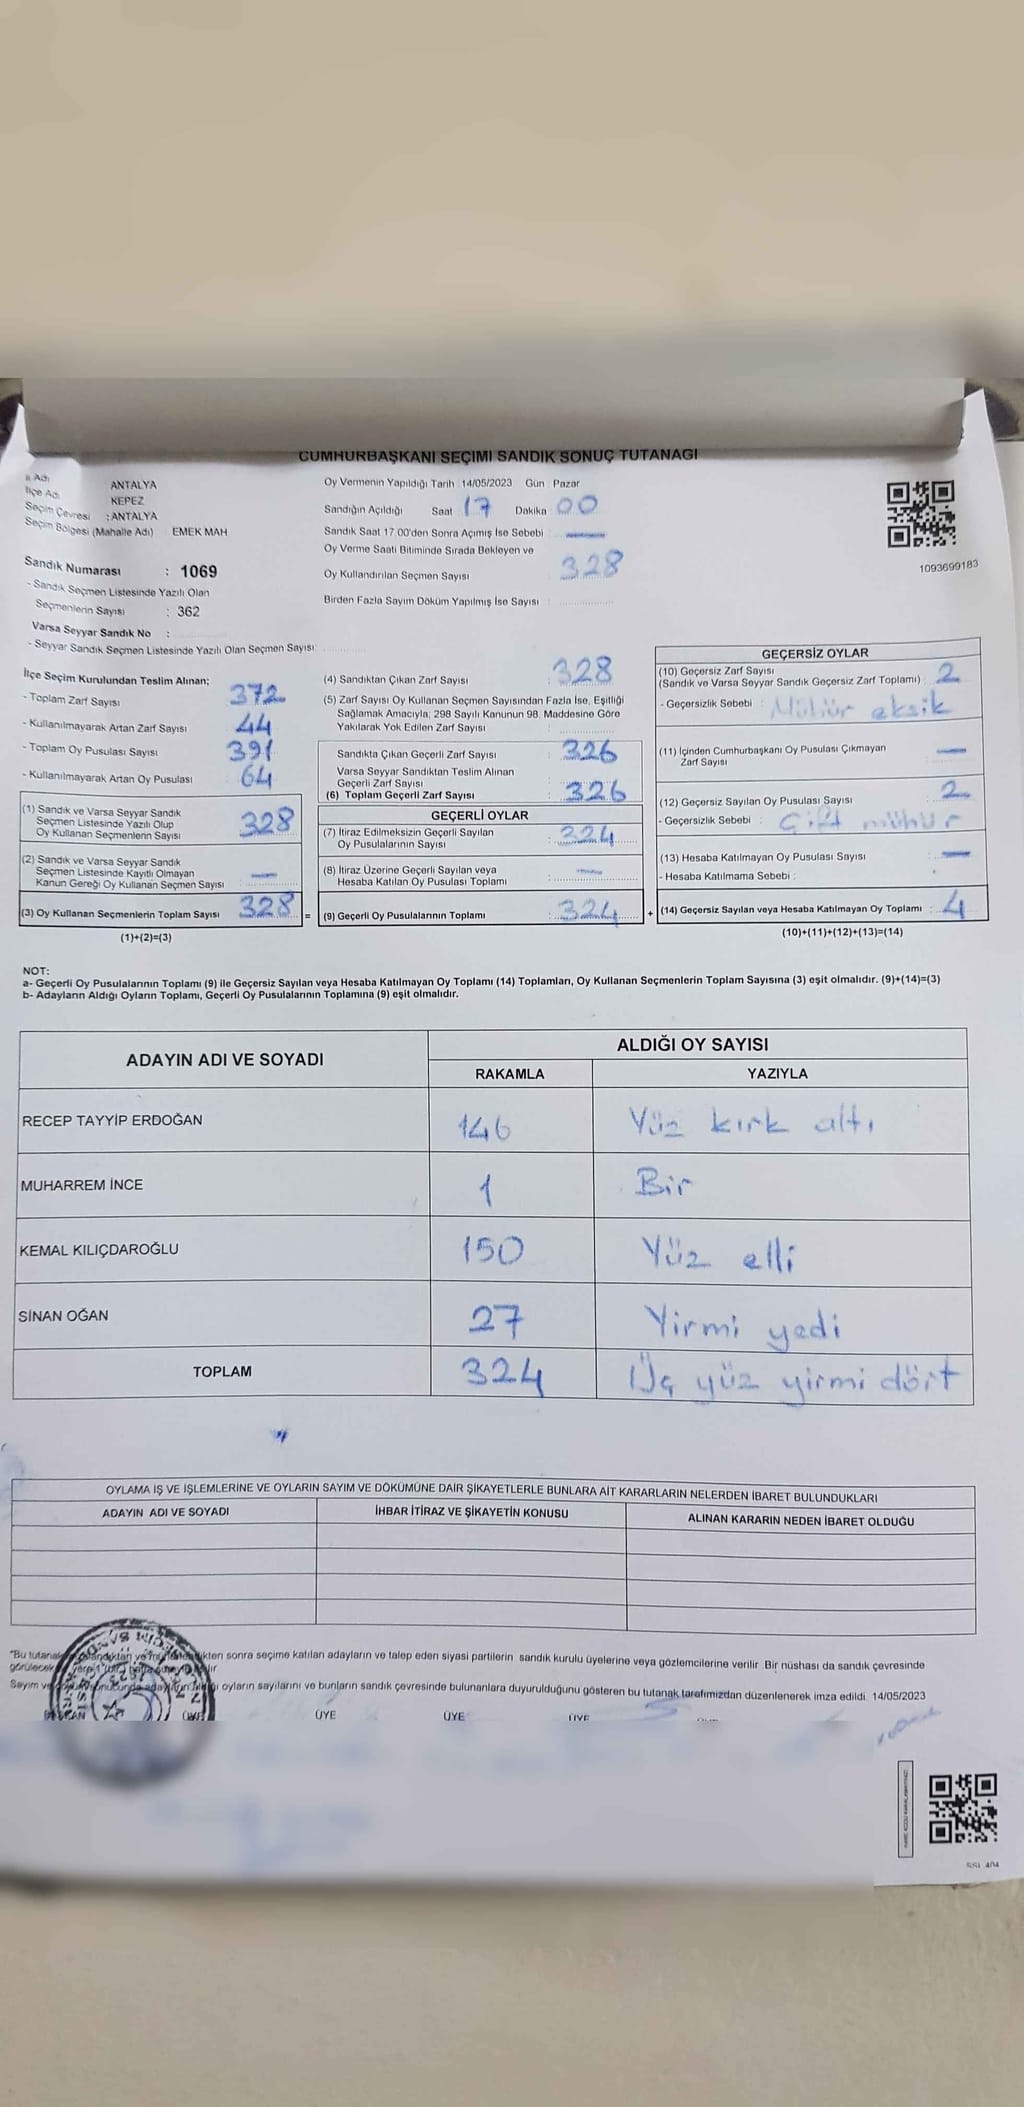 CUMHURBAŞKANI SEÇİMİ SANDIK SONUÇ TUTANAĞI
İl Adı ANTALYA
İlçe Adı KEPEZ
Seçim Çevresi : ANTALYA
Seçim Bölgesi (Mahalle Adı) EMEK MAH
Sandık Numarası : 1069
- Sandık Seçmen Listesinde Yazılı Olan
Seçmenlerin Sayısı : 362
Varsa Seyyar Sandık No :
- Seyyar Sandık Seçmen Listesinde Yazılı Olan Seçmen Sayısı
Oy Vermenin Yapıldığı Tarih : 14/05/2023 Gün : Pazar
Sandığın Açıldığı Saat 17 Dakika 00
Sandık Saat 17.00'den Sonra Açımış İse Sebebi : —
Oy Verme Saati Bitiminde Sırada Bekleyen ve
Oy Kullandırılan Seçmen Sayısı 328
Birden Fazla Sayım Döküm Yapılmış İse Sayısı :
1093699183
İlçe Seçim Kurulundan Teslim Alınan;
- Toplam Zarf Sayısı 372
- Kullanılmayarak Artan Zarf Sayısı 44
- Toplam Oy Pusulası Sayısı 391
- Kullanılmayarak Artan Oy Pusulası 64
(1) Sandık ve Varsa Seyyar Sandık
Seçmen Listesinde Yazılı Olup
Oy Kullanan Seçmenlerin Sayısı 328
(2) Sandık ve Varsa Seyyar Sandık
Seçmen Listesinde Kayıtlı Olmayan
Kanun Gereği Oy Kullanan Seçmen Sayısı —
(3) Oy Kullanan Seçmenlerin Toplam Sayısı 328 =
(1)+(2)=(3)
(4) Sandıktan Çıkan Zarf Sayısı : 328
(5) Zarf Sayısı Oy Kullanan Seçmen Sayısından Fazla İse, Eşitliği
Sağlamak Amacıyla; 298 Sayılı Kanunun 98. Maddesine Göre
Yakılarak Yok Edilen Zarf Sayısı :
Sandıkta Çıkan Geçerli Zarf Sayısı : 326
Varsa Seyyar Sandıktan Teslim Alınan
Geçerli Zarf Sayısı :
(6) Toplam Geçerli Zarf Sayısı : 326
GEÇERLİ OYLAR
(7) İtiraz Edilmeksizin Geçerli Sayılan
Oy Pusulalarının Sayısı : 324
(8) İtiraz Üzerine Geçerli Sayılan veya
Hesaba Katılan Oy Pusulası Toplamı : —
(9) Geçerli Oy Pusulalarının Toplamı : 324 +
GEÇERSİZ OYLAR
(10) Geçersiz Zarf Sayısı
(Sandık ve Varsa Seyyar Sandık Geçersiz Zarf Toplamı) : 2
- Geçersizlik Sebebi : Mühür eksik
(11) İçinden Cumhurbaşkanı Oy Pusulası Çıkmayan
Zarf Sayısı —
(12) Geçersiz Sayılan Oy Pusulası Sayısı : 2
- Geçersizlik Sebebi : Çift mühür
(13) Hesaba Katılmayan Oy Pusulası Sayısı : —
- Hesaba Katılmama Sebebi :
(14) Geçersiz Sayılan veya Hesaba Katılmayan Oy Toplamı : 4
(10)+(11)+(12)+(13)=(14)
NOT:
a- Geçerli Oy Pusulalarının Toplamı (9) ile Geçersiz Sayılan veya Hesaba Katılmayan Oy Toplamı (14) Toplamları, Oy Kullanan Seçmenlerin Toplam Sayısına (3) eşit olmalıdır. (9)+(14)=(3)
b- Adayların Aldığı Oyların Toplamı, Geçerli Oy Pusulalarının Toplamına (9) eşit olmalıdır.
ADAYIN ADI VE SOYADI ALDIĞI OY SAYISI
RAKAMLA YAZIYLA
RECEP TAYYİP ERDOĞAN 146 Yüz kırk altı
MUHARREM İNCE 1 Bir
KEMAL KILIÇDAROĞLU 150 Yüz elli
SİNAN OĞAN 27 Yirmi yedi
TOPLAM 324 Üç yüz yirmi dört
OYLAMA İŞ VE İŞLEMLERİNE VE OYLARIN SAYIM VE DÖKÜMÜNE DAİR ŞİKAYETLERLE BUNLARA AİT KARARLARIN NELERDEN İBARET BULUNDUKLARI
ADAYIN ADI VE SOYADI İHBAR İTİRAZ VE ŞİKAYETİN KONUSU ALINAN KARARIN NEDEN İBARET OLDUĞU
*Bu tutanak sonra seçime katılan adayların ve talep eden siyasi partilerin sandık kurulu üyelerine veya gözlemcilerine verilir. Bir nüshası da sandık çevresinde
görülecek
Sayım oyların sayılarını ve bunların sandık çevresinde bulunanlara duyurulduğunu gösteren bu tutanak tarafımızdan düzenlenerek imza edildi. 14/05/2023
ÜYE ÜYE ÜYE